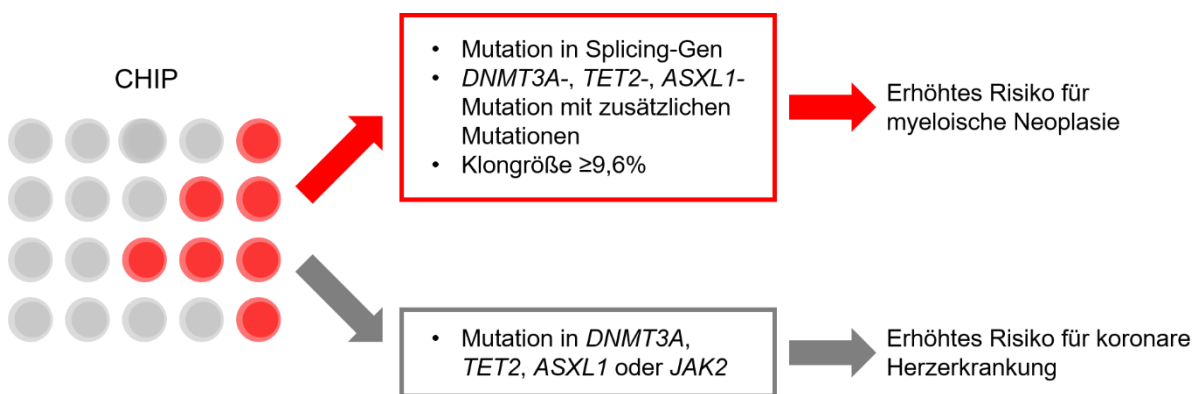 CHIP
• Mutation in Splicing-Gen
• DNMT3A-, TET2-, ASXL1-
Mutation mit zusätzlichen
Mutationen
• Klongröße ≥9,6%
Erhöhtes Risiko für
myeloische Neoplasie
• Mutation in DNMT3A,
TET2, ASXL1 oder JAK2
Erhöhtes Risiko für koronare
Herzerkrankung